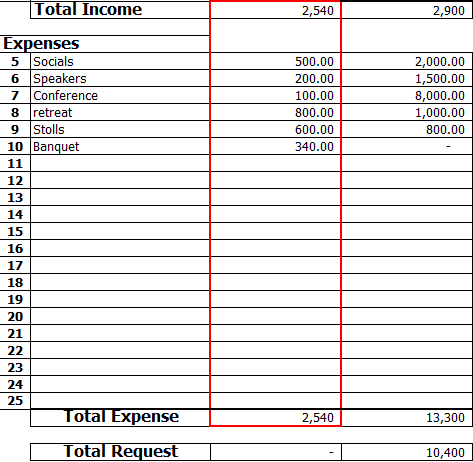 Total Income 2,540 2,900
Expenses
5 Socials 500.00 2,000.00
6 Speakers 200.00 1,500.00
7 Conference 100.00 8,000.00
8 retreat 800.00 1,000.00
9 Stolls 600.00 800.00
10 Banquet 340.00 -
11
12
13
14
15
16
17
18
19
20
21
22
23
24
25
Total Expense 2,540 13,300
Total Request - 10,400